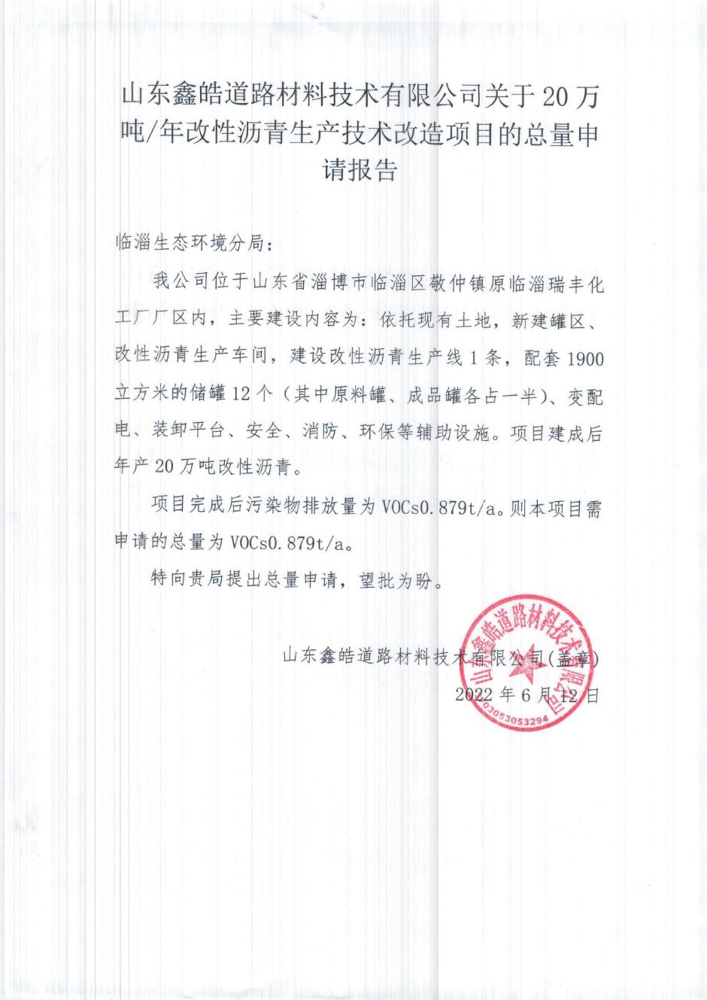 山东鑫皓道路材料技术有限公司关于20万
吨/年改性沥青生产技术改造项目的总量申
请报告
临淄生态环境分局：
我公司位于山东省淄博市临淄区敬仲镇原临淄瑞丰化
工厂厂区内，主要建设内容为：依托现有土地，新建罐区、
改性沥青生产车间，建设改性沥青生产线1条，配套1900
立方米的储罐12个（其中原料罐、成品罐各占一半）、变配
电、装卸平台、安全、消防、环保等辅助设施。项目建成后
年产20万吨改性沥青。
项目完成后污染物排放量为VOCs0.879t/a。则本项目需
申请的总量为VOCs0.879t/a。
特向贵局提出总量申请，望批为盼。
山东鑫皓道路材料技术有限公司(盖章)
2022年6月12日
山东鑫皓道路材料技术有限公司
3703053053294